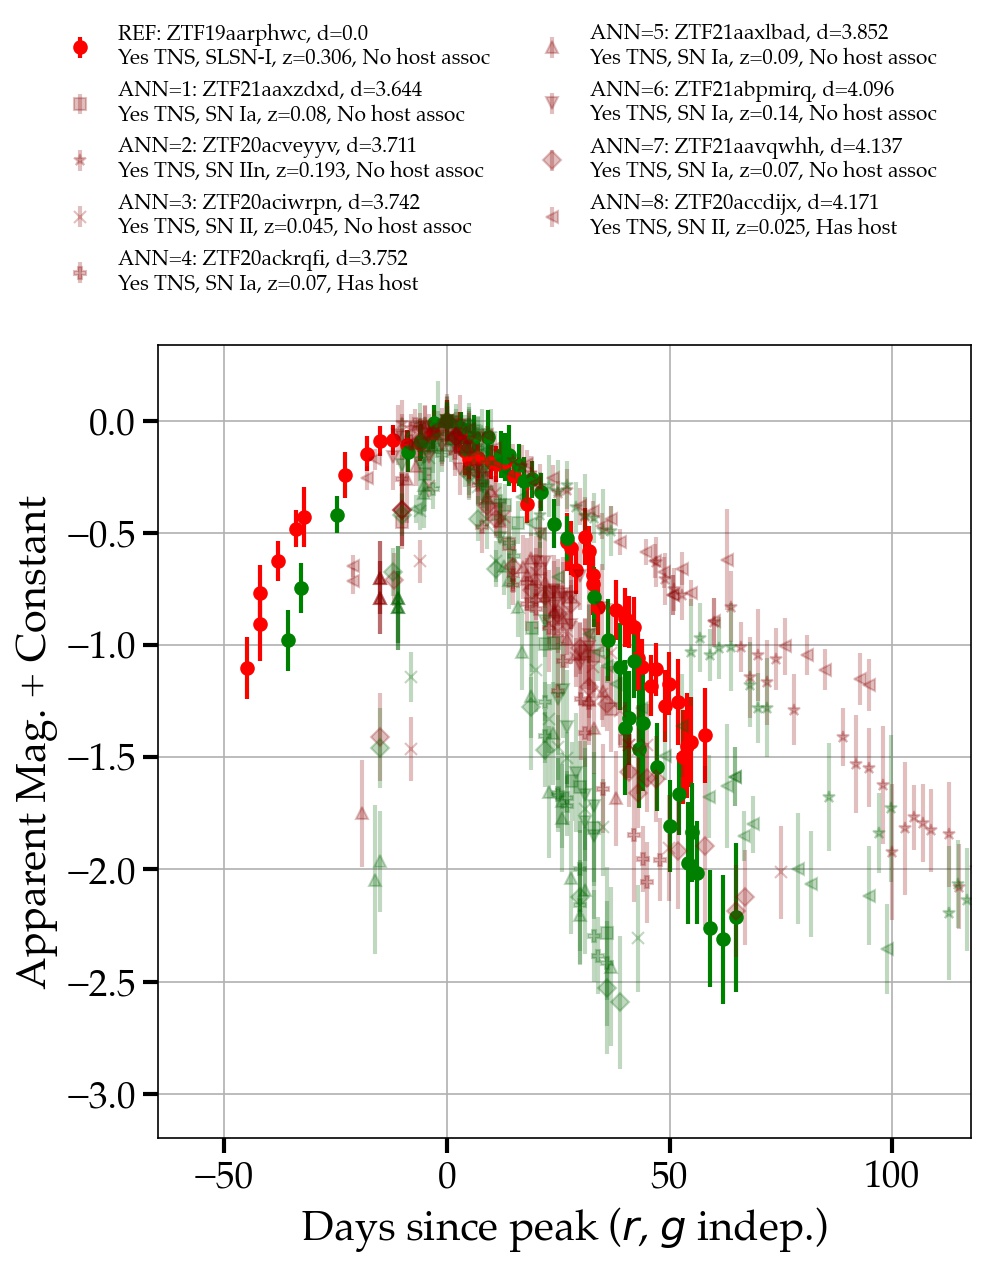 REF: ZTF19aarphwc, d=0.0
Yes TNS, SLSN-I, z=0.306, No host assoc
ANN=1: ZTF21aaxzdxd, d=3.644
Yes TNS, SN Ia, z=0.08, No host assoc
ANN=2: ZTF20acveyyv, d=3.711
Yes TNS, SN IIn, z=0.193, No host assoc
ANN=3: ZTF20aciwrpn, d=3.742
Yes TNS, SN II, z=0.045, No host assoc
ANN=4: ZTF20ackrqfi, d=3.752
Yes TNS, SN Ia, z=0.07, Has host
ANN=5: ZTF21aaxlbad, d=3.852
Yes TNS, SN Ia, z=0.09, No host assoc
ANN=6: ZTF21abpmirq, d=4.096
Yes TNS, SN Ia, z=0.14, No host assoc
ANN=7: ZTF21aavqwhh, d=4.137
Yes TNS, SN Ia, z=0.07, No host assoc
ANN=8: ZTF20accdijx, d=4.171
Yes TNS, SN II, z=0.025, Has host
Apparent Mag. + Constant
0.0
−0.5
−1.0
−1.5
−2.0
−2.5
−3.0
−50
0
50
100
Days since peak (r, g indep.)